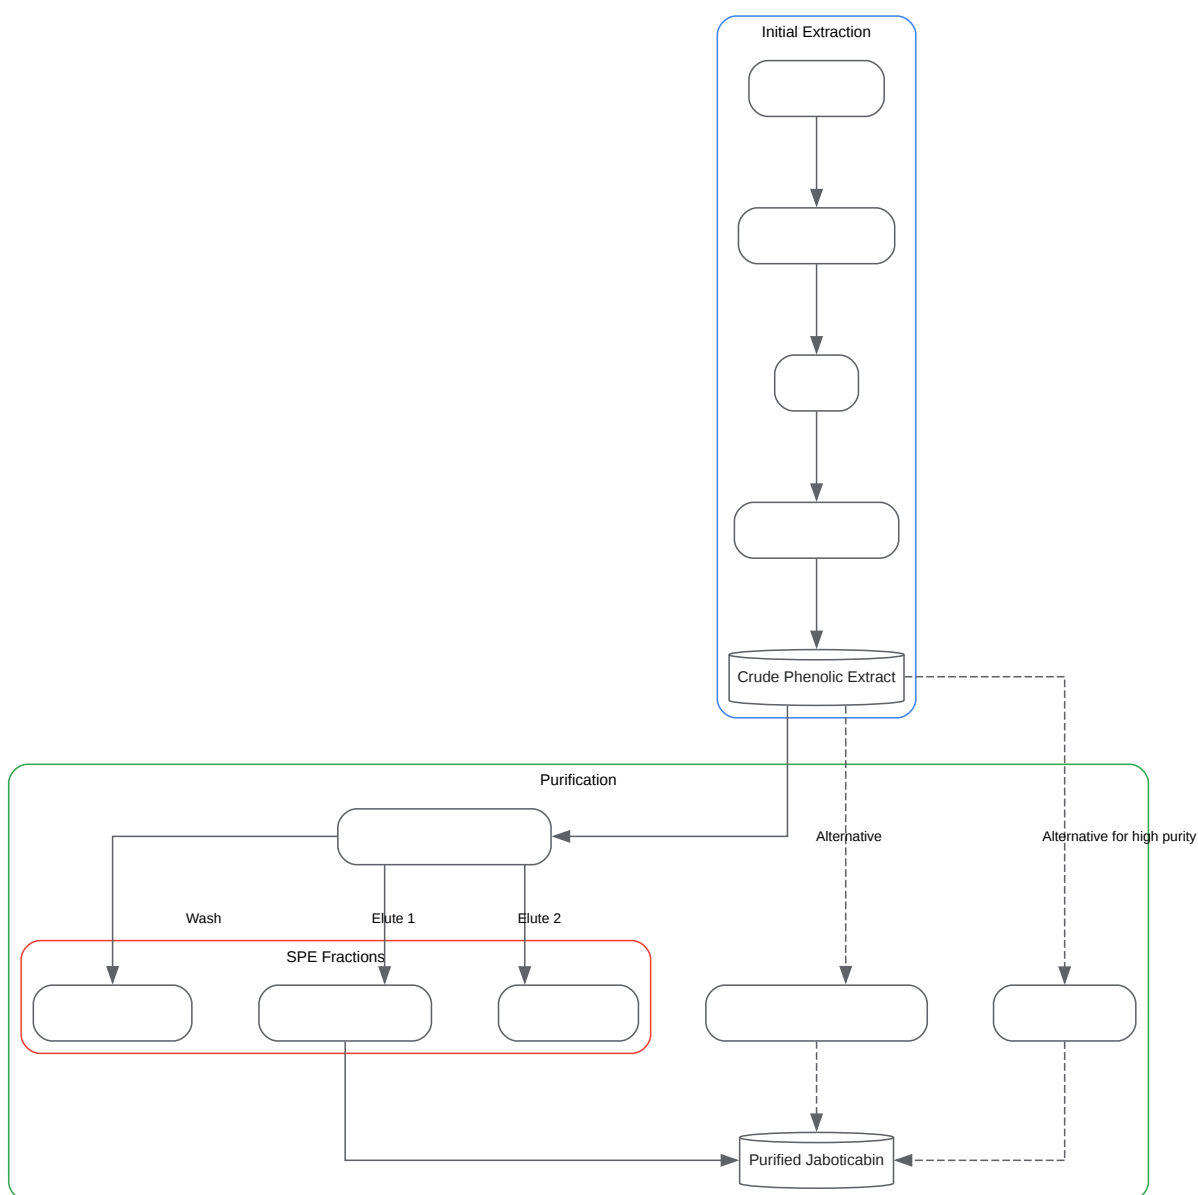 Initial Extraction
Crude Phenolic Extract
Purification
Alternative
Alternative for high purity
Wash
Elute 1
Elute 2
SPE Fractions
Purified Jaboticabin